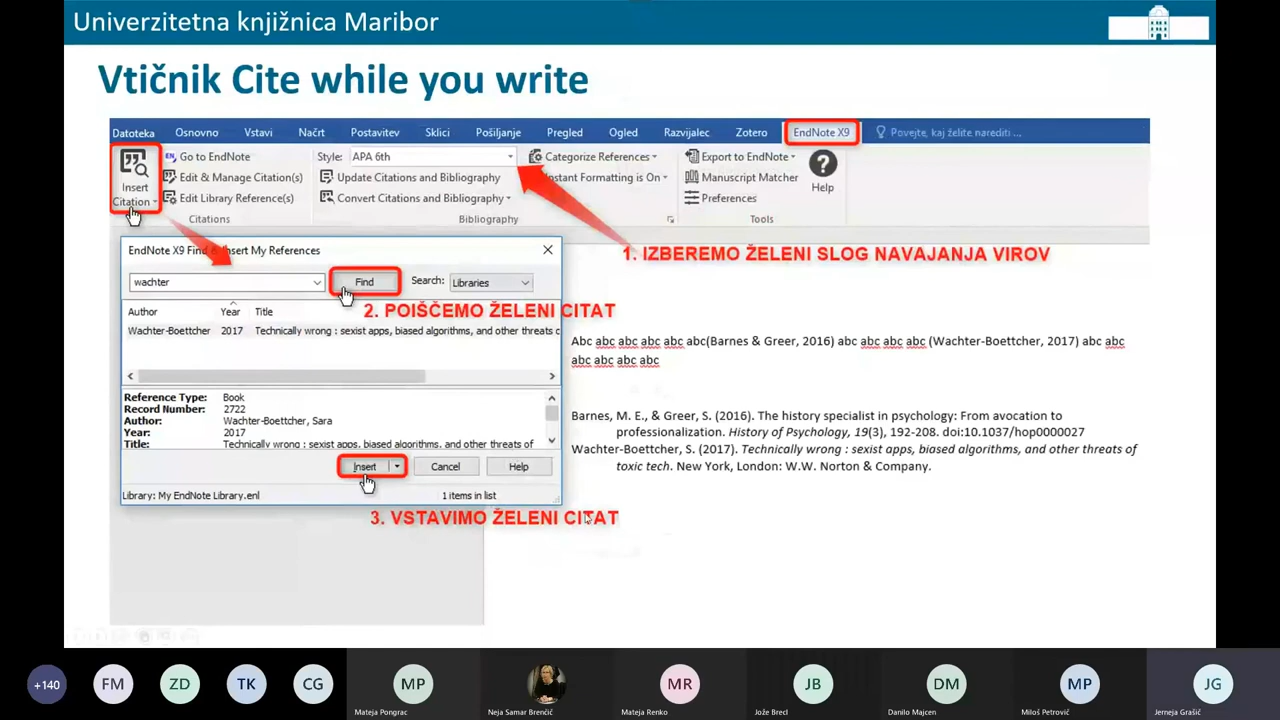 Univerzitetna knjižnica Maribor
Vtičnik Cite while you write
Datoteka Osnovno Vstavi Načrt Postavitev Sklici Pošiljanje Pregled Ogled Razvijalec Zotero EndNote X9 Povejte, kaj želite narediti ...
Insert Citation
Go to EndNote
Edit & Manage Citation(s)
Edit Library Reference(s)
Citations
Style: APA 6th
Update Citations and Bibliography
Convert Citations and Bibliography
Categorize References
Instant Formatting is On
Bibliography
Export to EndNote
Manuscript Matcher
Preferences
Help
Tools
1. IZBEREMO ŽELENI SLOG NAVAJANJA VIROV
EndNote X9 Find & Insert My References
wachter Find Search: Libraries
2. POIŠČEMO ŽELENI CITAT
Author Year Title
Wachter-Boettcher 2017 Technically wrong : sexist apps, biased algorithms, and other threats c
Reference Type: Book
Record Number: 2722
Author: Wachter-Boettcher, Sara
Year: 2017
Title: Technically wrong : sexist apps, biased algorithms, and other threats of
Insert Cancel Help
Library: My EndNote Library.enl 1 items in list
3. VSTAVIMO ŽELENI CITAT
Abc abc abc abc abc abc(Barnes & Greer, 2016) abc abc abc abc (Wachter-Boettcher, 2017) abc abc
abc abc abc abc
Barnes, M. E., & Greer, S. (2016). The history specialist in psychology: From avocation to
professionalization. History of Psychology, 19(3), 192-208. doi:10.1037/hop0000027
Wachter-Boettcher, S. (2017). Technically wrong : sexist apps, biased algorithms, and other threats of
toxic tech. New York, London: W.W. Norton & Company.
+140 FM ZD TK CG MP MR JB DM MP JG
Mateja Pongrac Neja Samar Brenčič Mateja Renko Jože Brecl Danilo Majcen Miloš Petrovič Jerneja Grašič